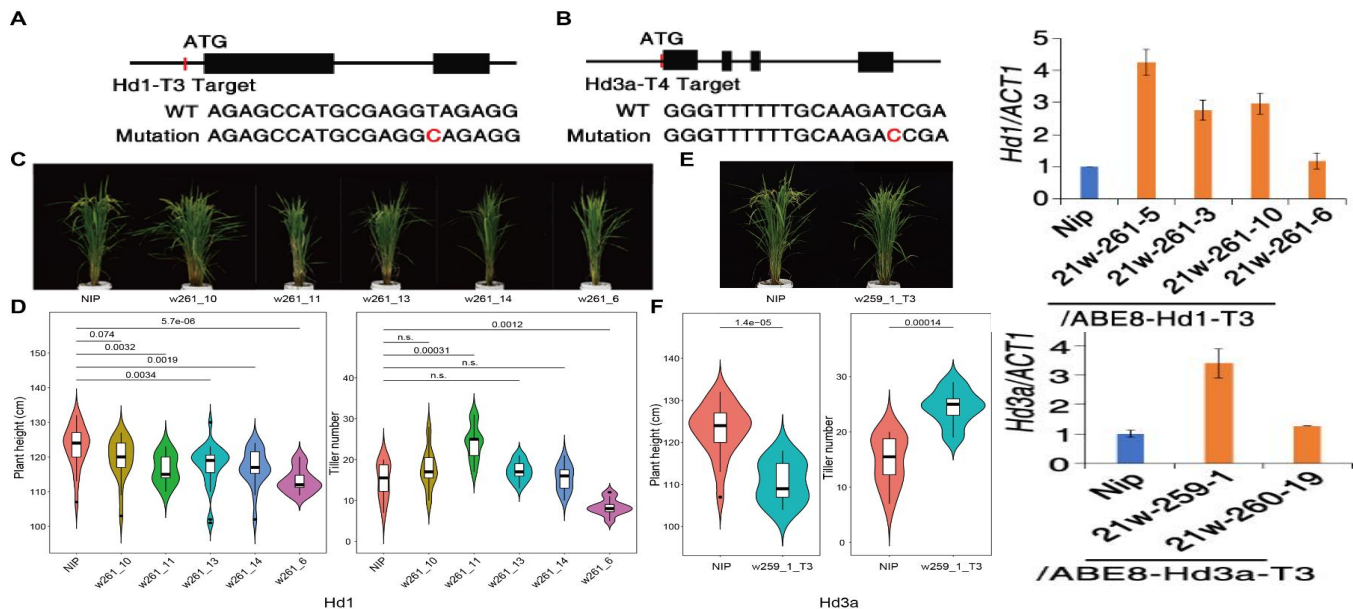 A
ATG
Hd1-T3 Target
WT AGAGCCATGCGAGGTAGAGG
Mutation AGAGCCATGCGAGGCAGAGG
B
ATG
Hd3a-T4 Target
WT GGGTTTTTTGCAAGATCGA
Mutation GGGTTTTTTGCAAGACCGA
C
NIP w261_10 w261_11 w261_13 w261_14 w261_6
E
NIP w259_1_T3
D
Plant height (cm)
150
140
130
120
110
100
5.7e-06
0.074
0.0032
0.0019
0.0034
NIP w261_10 w261_11 w261_13 w261_14 w261_6
Tiller number
40
30
20
10
0
0.0012
n.s.
0.00031
n.s.
n.s.
NIP w261_10 w261_11 w261_13 w261_14 w261_6
Hd1
F
Plant height (cm)
140
130
120
110
100
1.4e-05
NIP w259_1_T3
Tiller number
30
20
10
0
0.00014
NIP w259_1_T3
Hd3a
Hd1/ACT1
5
4
3
2
1
0
Nip 21w-261-5 21w-261-3 21w-261-10 21w-261-6
/ABE8-Hd1-T3
Hd3a/ACT1
4
3
2
1
0
Nip 21w-259-1 21w-260-19
/ABE8-Hd3a-T3